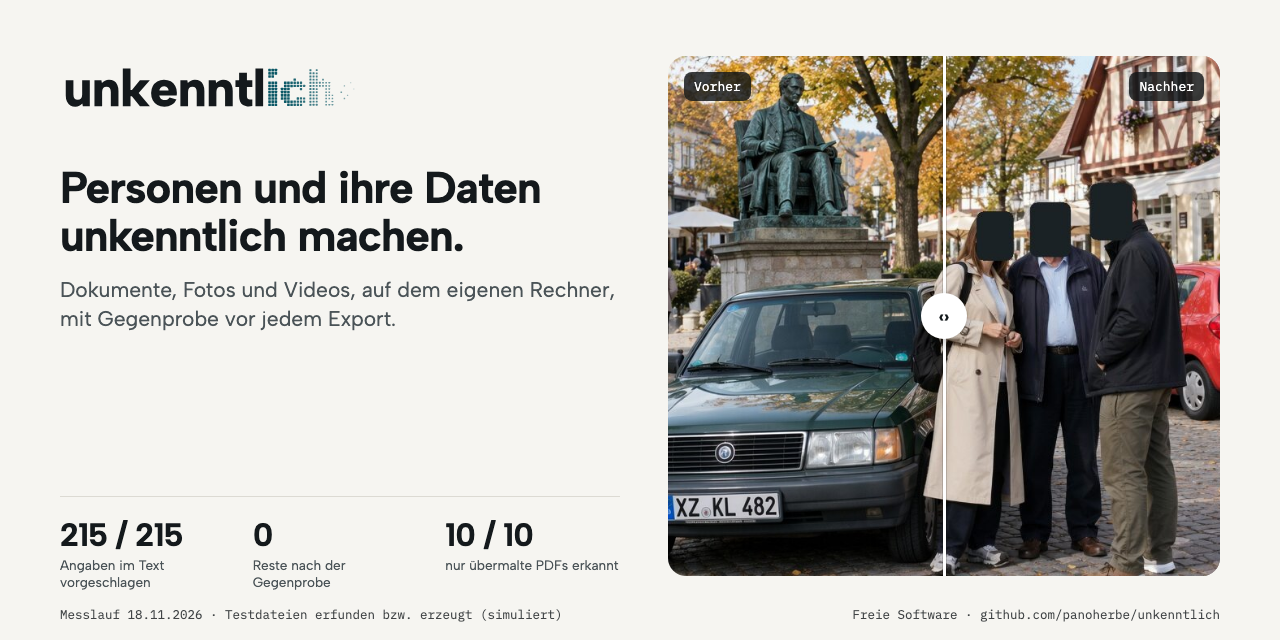 unkenntlich
Personen und ihre Daten
unkenntlich machen.
Dokumente, Fotos und Videos, auf dem eigenen Rechner,
mit Gegenprobe vor jedem Export.
215 / 215
Angaben im Text
vorgeschlagen
0
Reste nach der
Gegenprobe
10 / 10
nur übermalte PDFs erkannt
Messlauf 18.11.2026 · Testdateien erfunden bzw. erzeugt (simuliert)
Vorher
Nachher
XZ KL 482
Freie Software · github.com/panoherbe/unkenntlich